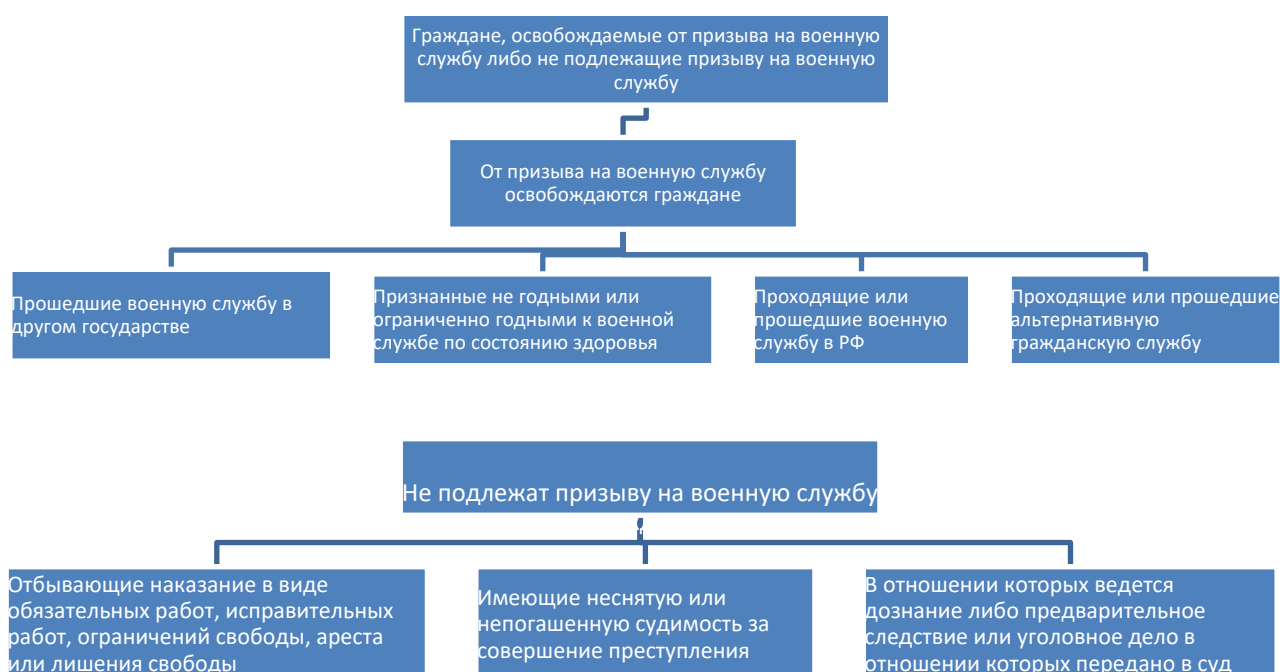 Граждане, освобождаемые от призыва на военную
службу либо не подлежащие призыву на военную
службу
От призыва на военную службу
освобождаются граждане
Прошедшие военную службу в
другом государстве
Признанные не годными или
ограниченно годными к военной
службе по состоянию здоровья
Проходящие или
прошедшие военную
службу в РФ
Проходящие или прошедшие
альтернативную
гражданскую службу
Не подлежат призыву на военную службу
Отбывающие наказание в виде
обязательных работ, исправительных
работ, ограничений свободы, ареста
или лишения свободы
Имеющие неснятую или
непогашенную судимость за
совершение преступления
В отношении которых ведется
дознание либо предварительное
следствие или уголовное дело в
отношении которых передано в суд